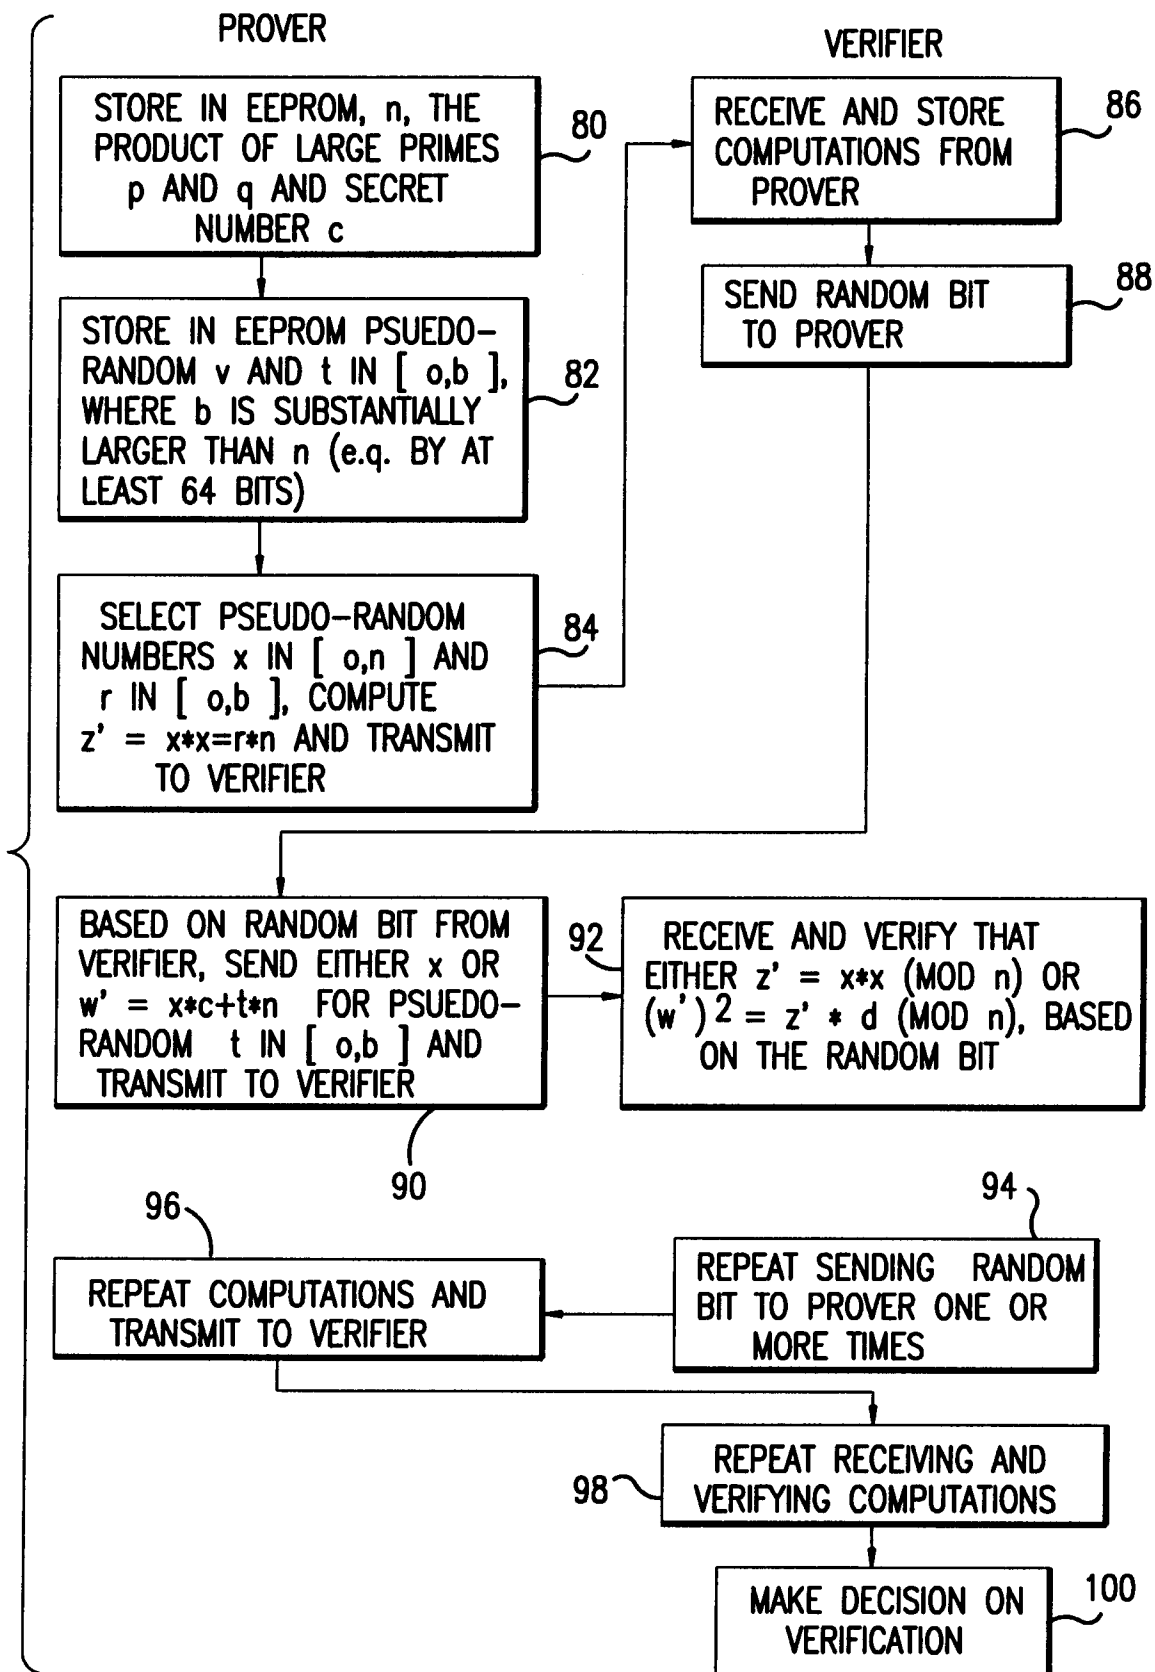 PROVER
VERIFIER
STORE IN EEPROM, n, THE
PRODUCT OF LARGE PRIMES
p AND q AND SECRET
NUMBER c
80
STORE IN EEPROM PSUEDO-
RANDOM v AND t IN [ o,b ],
WHERE b IS SUBSTANTIALLY
LARGER THAN n (e.q. BY AT
LEAST 64 BITS)
82
SELECT PSEUDO-RANDOM
NUMBERS x IN [ o,n ] AND
r IN [ o,b ], COMPUTE
z' = x*x=r*n AND TRANSMIT
TO VERIFIER
84
RECEIVE AND STORE
COMPUTATIONS FROM
PROVER
86
SEND RANDOM BIT
TO PROVER
88
BASED ON RANDOM BIT FROM
VERIFIER, SEND EITHER x OR
w' = x*c+t*n FOR PSUEDO-
RANDOM t IN [ o,b ] AND
TRANSMIT TO VERIFIER
90
92
RECEIVE AND VERIFY THAT
EITHER z' = x*x (MOD n) OR
(w')2 = z' * d (MOD n), BASED
ON THE RANDOM BIT
94
REPEAT SENDING RANDOM
BIT TO PROVER ONE OR
MORE TIMES
96
REPEAT COMPUTATIONS AND
TRANSMIT TO VERIFIER
98
REPEAT RECEIVING AND
VERIFYING COMPUTATIONS
MAKE DECISION ON
VERIFICATION
100